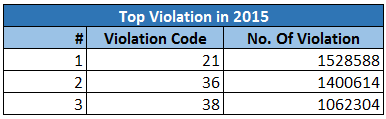 Top Violation in 2015
# Violation Code No. Of Violation
1 21 1528588
2 36 1400614
3 38 1062304